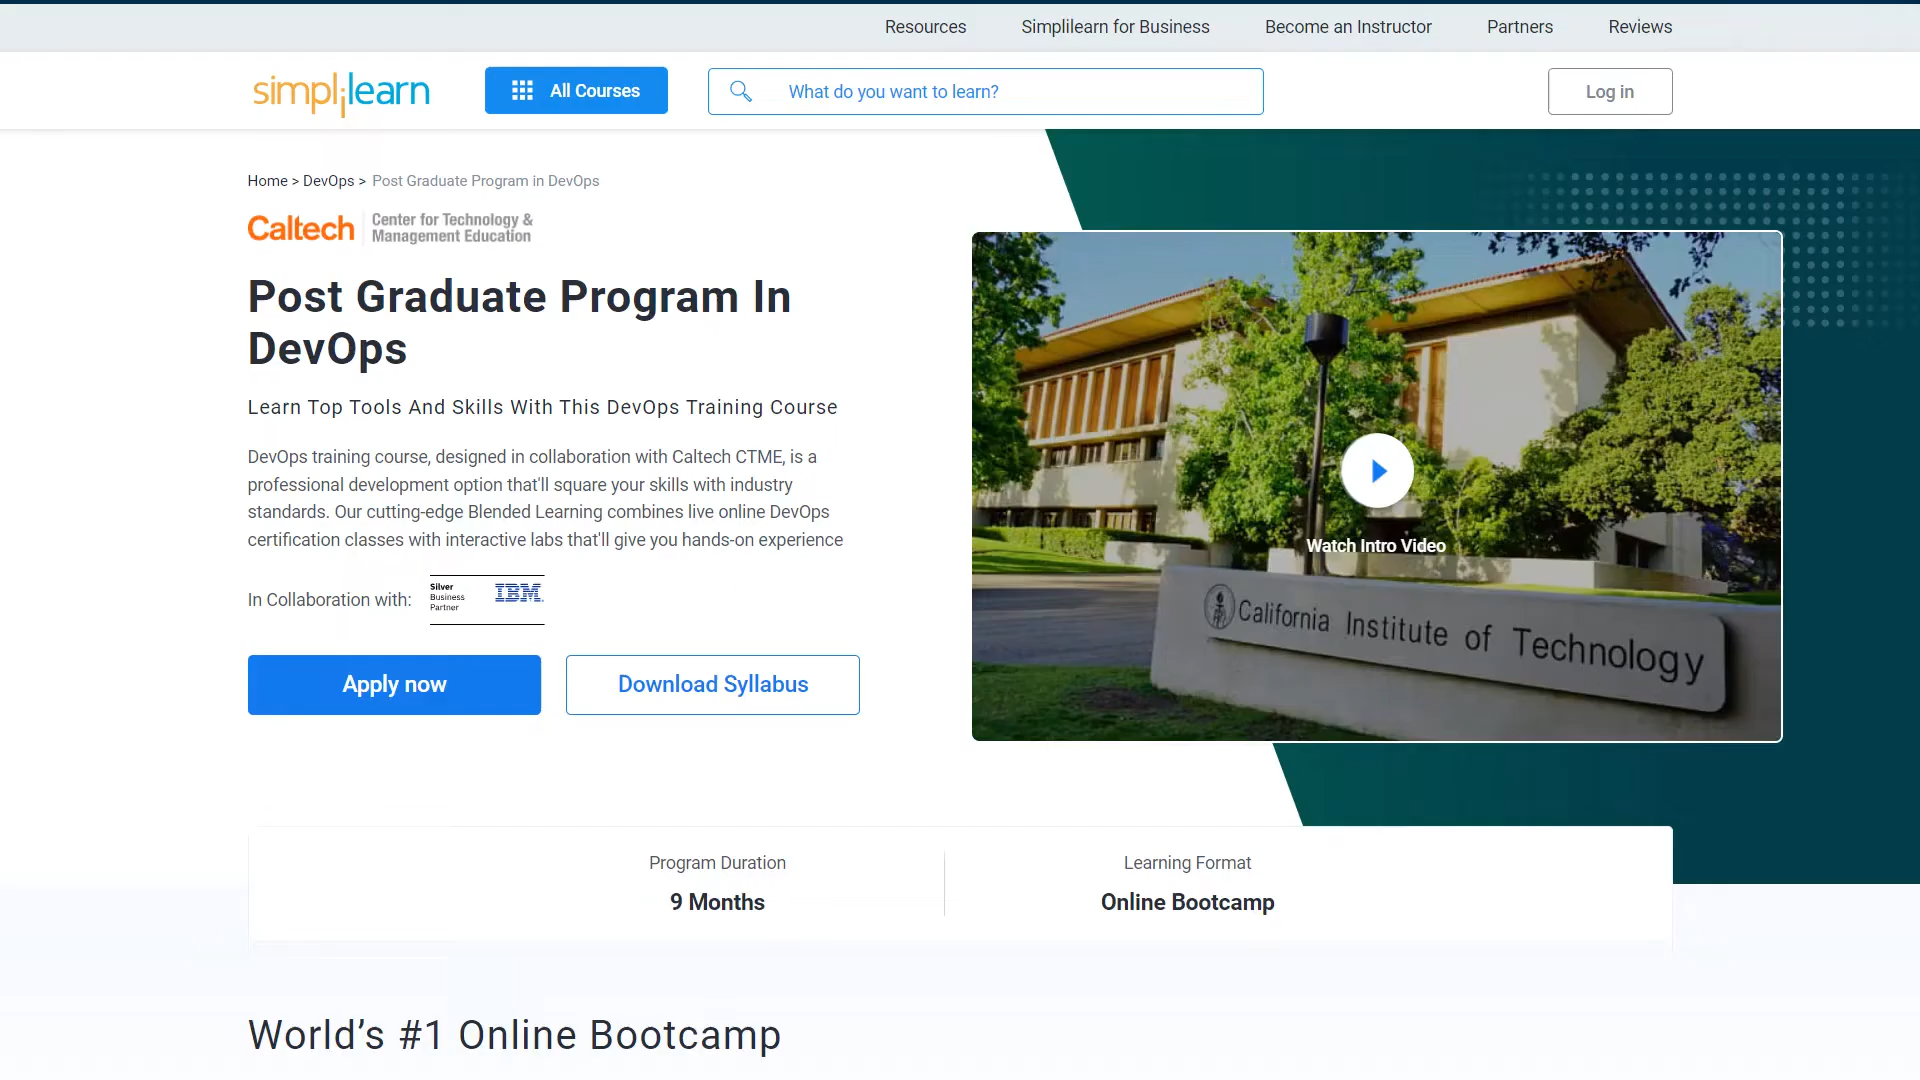 Resources Simplilearn for Business Become an Instructor Partners Reviews
simplilearn All Courses What do you want to learn? Log in
Home > DevOps > Post Graduate Program in DevOps
Caltech Center for Technology &
Management Education
Post Graduate Program In
DevOps
Learn Top Tools And Skills With This DevOps Training Course
DevOps training course, designed in collaboration with Caltech CTME, is a
professional development option that'll square your skills with industry
standards. Our cutting-edge Blended Learning combines live online DevOps
certification classes with interactive labs that'll give you hands-on experience
In Collaboration with:
Silver
Business
Partner
IBM
Apply now Download Syllabus
Watch Intro Video
California Institute of Technology
Program Duration
9 Months
Learning Format
Online Bootcamp
World’s #1 Online Bootcamp